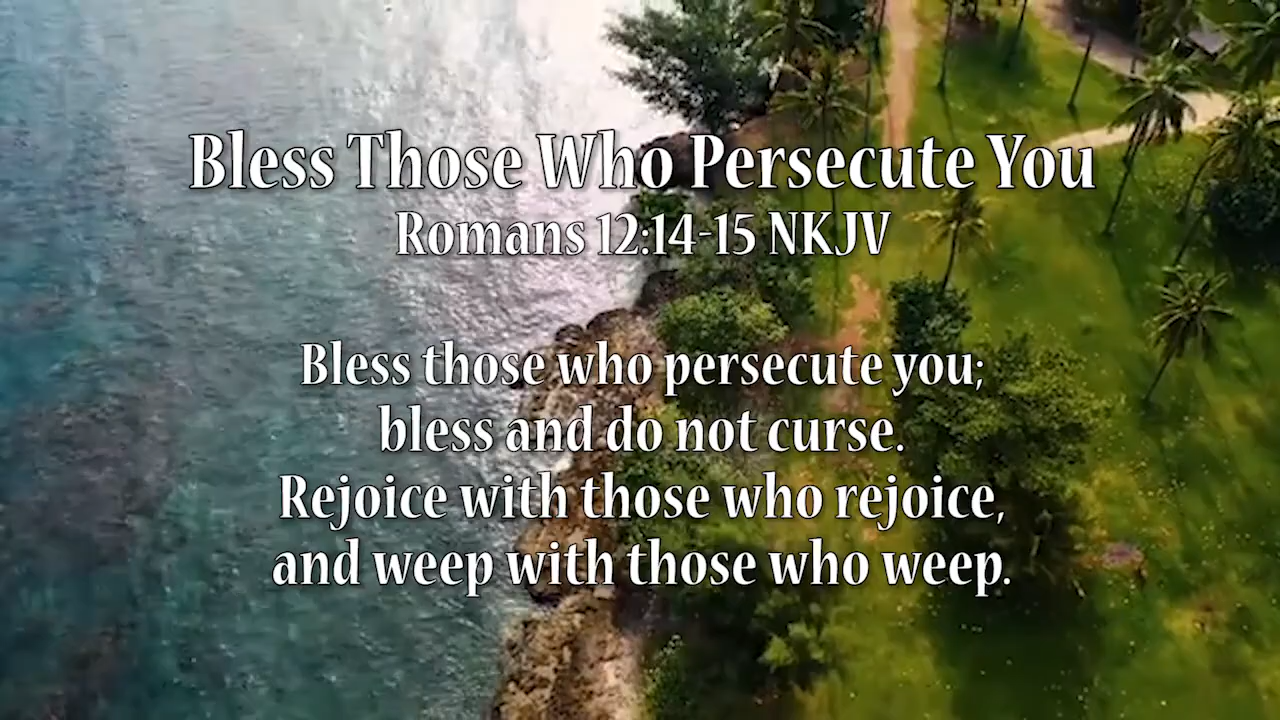 Bless Those Who Persecute You
Romans 12:14-15 NKJV
Bless those who persecute you;
bless and do not curse.
Rejoice with those who rejoice,
and weep with those who weep.